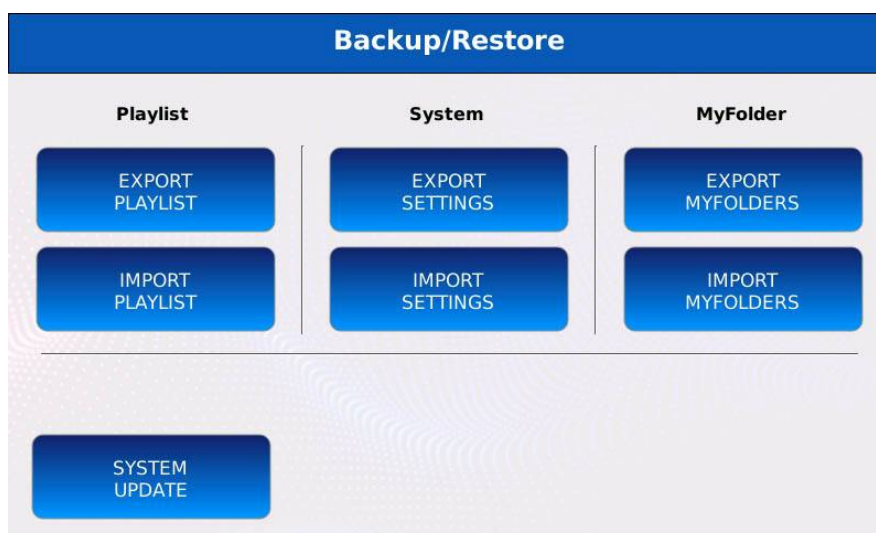 Backup/Restore
Playlist
System
MyFolder
EXPORT
PLAYLIST
EXPORT
SETTINGS
EXPORT
MYFOLDERS
IMPORT
PLAYLIST
IMPORT
SETTINGS
IMPORT
MYFOLDERS
SYSTEM
UPDATE